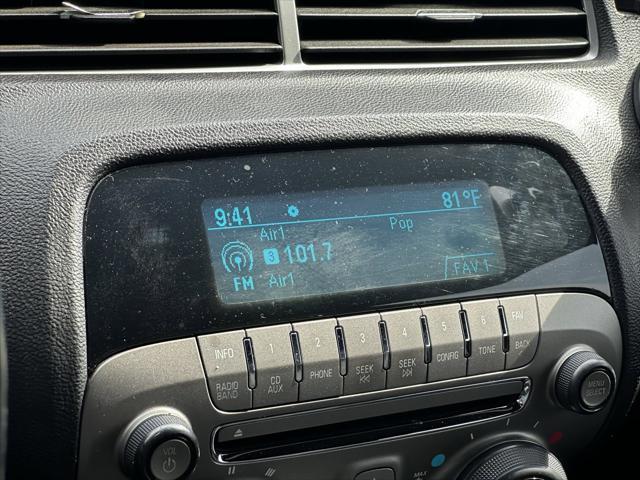 9:41 81°F
Air1 Pop
3 101.7
FM Air1 FAV 1
INFO 1 2 3 4 5 6 FAV
RADIO BAND CD AUX PHONE SEEK SEEK CONFIG TONE BACK
VOL
MENU SELECT
MAX